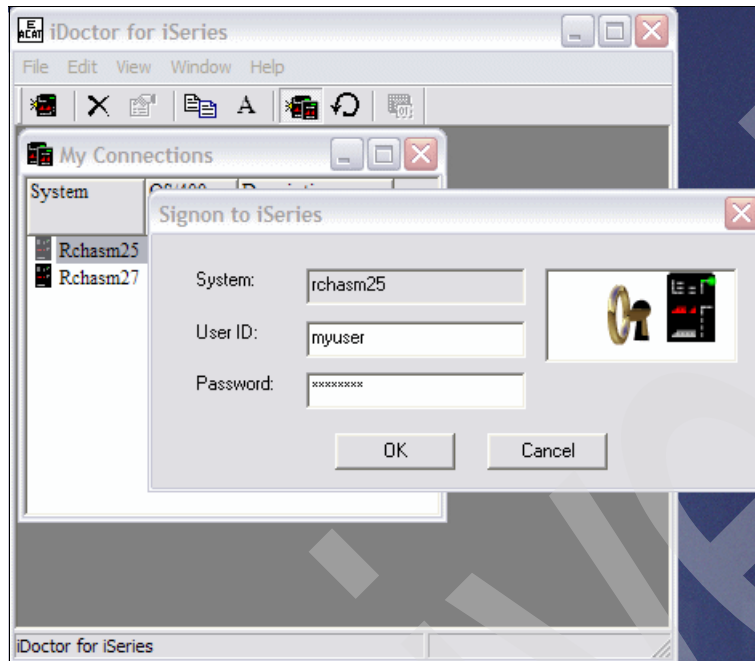 iDoctor for iSeries
File Edit View Window Help
A
My Connections
System
Signon to iSeries
Rchasm25
Rchasm27
System: rchasm25
User ID: myuser
Password: xxxxxxxx
OK Cancel
iDoctor for iSeries